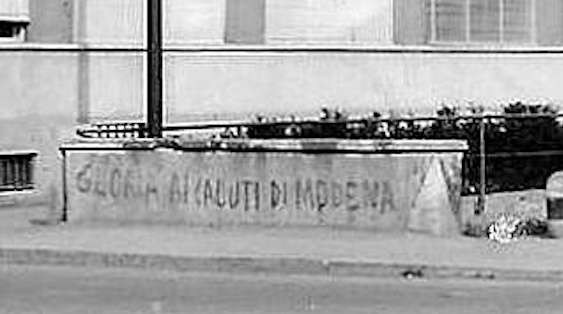 GLORIA AI CADUTI DI MODENA